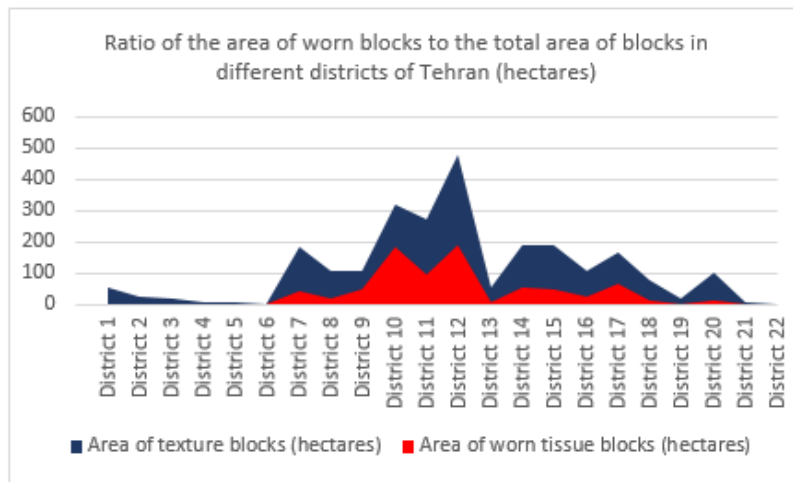 Ratio of the area of worn blocks to the total area of blocks in
different districts of Tehran (hectares)
600
500
400
300
200
100
0
District 1
District 2
District 3
District 4
District 5
District 6
District 7
District 8
District 9
District 10
District 11
District 12
District 13
District 14
District 15
District 16
District 17
District 18
District 19
District 20
District 21
District 22
Area of texture blocks (hectares)
Area of worn tissue blocks (hectares)